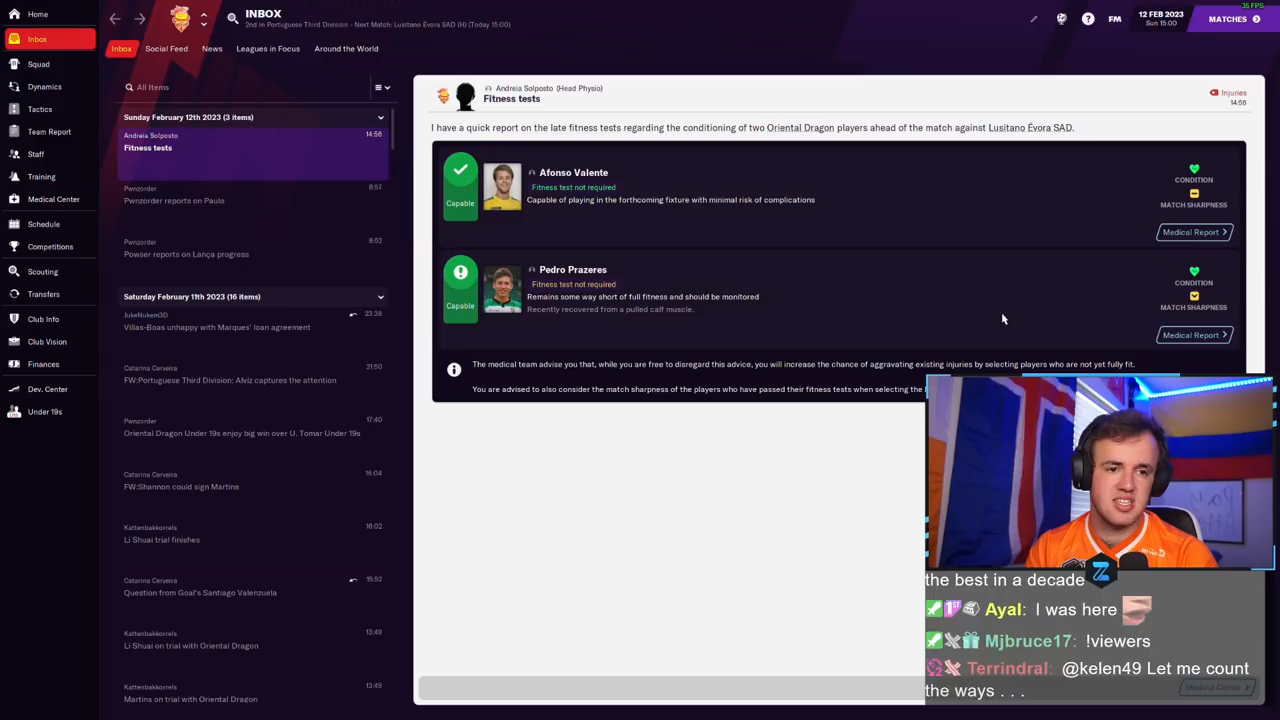 Home
Inbox
Squad
Dynamics
Tactics
Team Report
Staff
Training
Medical Center
Schedule
Competitions
Scouting
Transfers
Club Info
Club Vision
Finances
Dev. Center
Under 19s
INBOX
2nd in Portuguese Third Division - Next Match: Lusitano Évora (H) (Today 15:00)
FM
12 FEB 2023
Sun 15:00
36 FPS
MATCHES
Inbox
Social Feed
News
Leagues in Focus
Around the World
All Items
Sunday February 12th 2023 (3 items)
Andreia Solposto 14:56
Fitness tests
Pwnzorder 8:57
Pwnzorder reports on Paulo
Pwnzorder 8:52
Powser reports on Lança progress
Saturday February 11th 2023 (16 items)
JukeNukem3D 23:38
Villas-Boas unhappy with Marques' loan agreement
Catarina Cerveira 21:50
FW:Portuguese Third Division: Alviz captures the attention
Pwnzorder 17:40
Oriental Dragon Under 19s enjoy big win over U. Tomar Under 19s
Catarina Cerveira 16:04
FW:Shannon could sign Martins
Kattenbakkorrels 16:02
Li Shuai trial finishes
Catarina Cerveira 15:52
Question from Goal's Santiago Valenzuela
Kattenbakkorrels 13:49
Li Shuai on trial with Oriental Dragon
Kattenbakkorrels 13:49
Martins on trial with Oriental Dragon
Andreia Solposto (Head Physio)
Fitness tests
Injuries
14:56
I have a quick report on the late fitness tests regarding the conditioning of two Oriental Dragon players ahead of the match against Lusitano Évora SAD.
Capable
Afonso Valente
Fitness test not required
Capable of playing in the forthcoming fixture with minimal risk of complications
CONDITION
MATCH SHARPNESS
Medical Report
Capable
Pedro Prazeres
Fitness test not required
Remains some way short of full fitness and should be monitored
Recently recovered from a pulled calf muscle.
CONDITION
MATCH SHARPNESS
Medical Report
The medical team advise you that, while you are free to disregard this advice, you will increase the chance of aggravating existing injuries by selecting players who are not yet fully fit.
You are advised to also consider the match sharpness of the players who have passed their fitness tests when selecting the
the best in a decade
1st Ayal: I was here
Mjbruce17: !viewers
Terrindral: @kelen49 Let me count
the ways . . .
Medical Center